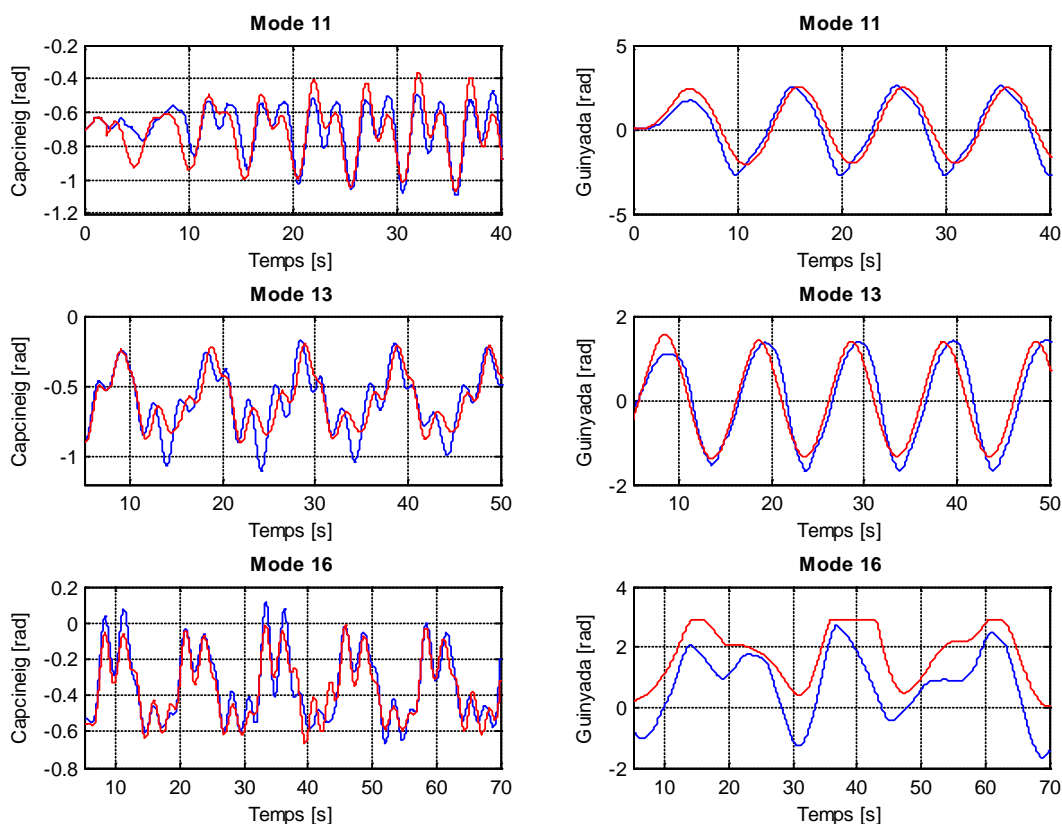 Mode 11
Capcineig [rad]
-0.2
-0.4
-0.6
-0.8
-1
-1.2
0 10 20 30 40
Temps [s]
Mode 11
Guinyada [rad]
5
0
-5
0 10 20 30 40
Temps [s]
Mode 13
Capcineig [rad]
0
-0.5
-1
10 20 30 40 50
Temps [s]
Mode 13
Guinyada [rad]
2
1
0
-1
-2
10 20 30 40 50
Temps [s]
Mode 16
Capcineig [rad]
0.2
0
-0.2
-0.4
-0.6
-0.8
10 20 30 40 50 60 70
Temps [s]
Mode 16
Guinyada [rad]
4
2
0
-2
10 20 30 40 50 60 70
Temps [s]